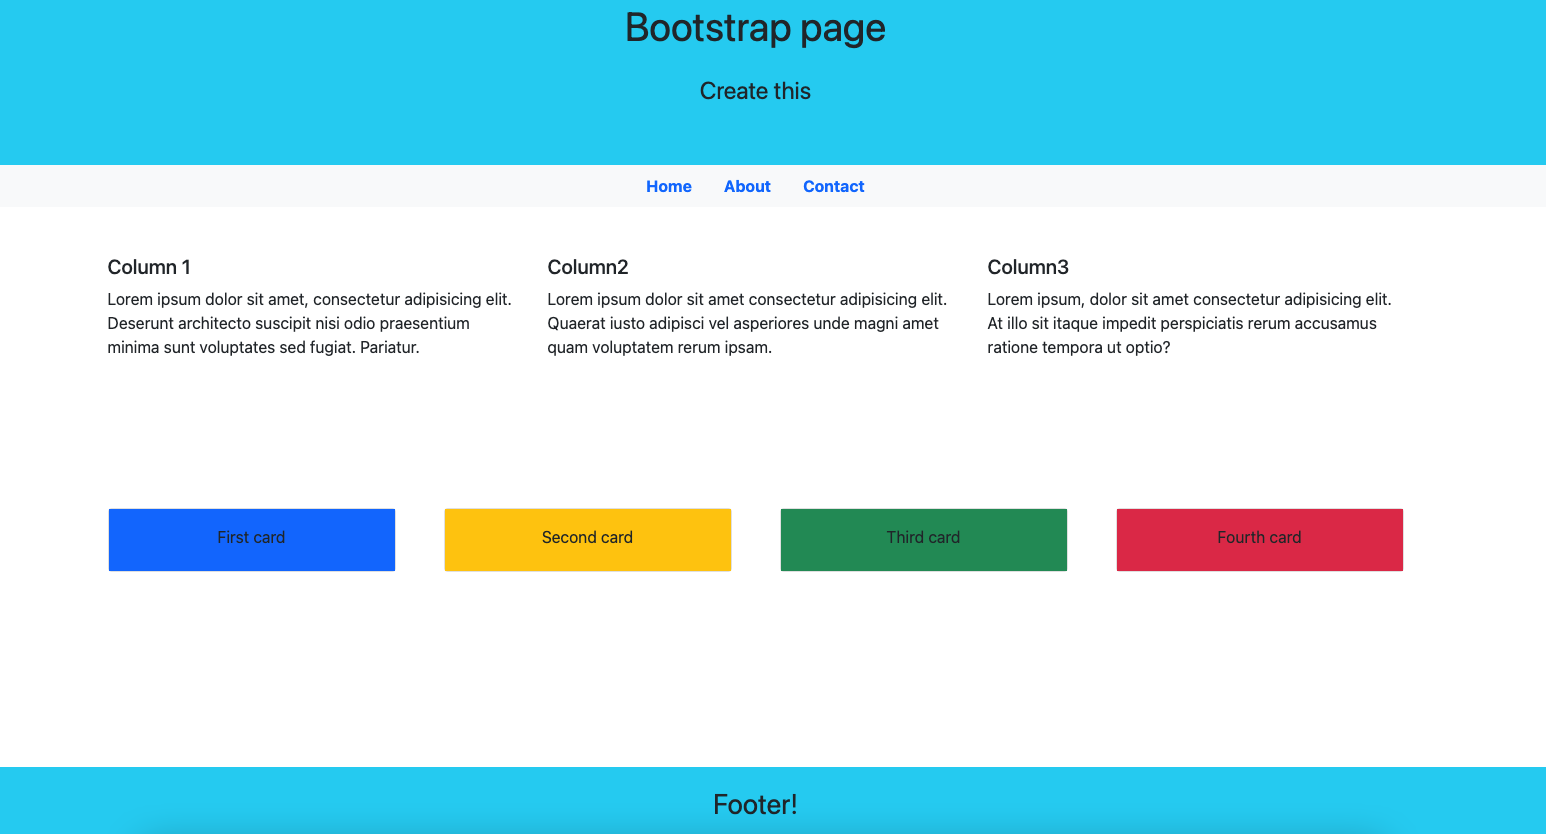 Bootstrap page
Create this
Home About Contact
Column 1
Lorem ipsum dolor sit amet, consectetur adipisicing elit.
Deserunt architecto suscipit nisi odio praesentium
minima sunt voluptates sed fugiat. Pariatur.
Column2
Lorem ipsum dolor sit amet consectetur adipisicing elit.
Quaerat iusto adipisci vel asperiores unde magni amet
quam voluptatem rerum ipsam.
Column3
Lorem ipsum, dolor sit amet consectetur adipisicing elit.
At illo sit itaque impedit perspiciatis rerum accusamus
ratione tempora ut optio?
First card
Second card
Third card
Fourth card
Footer!